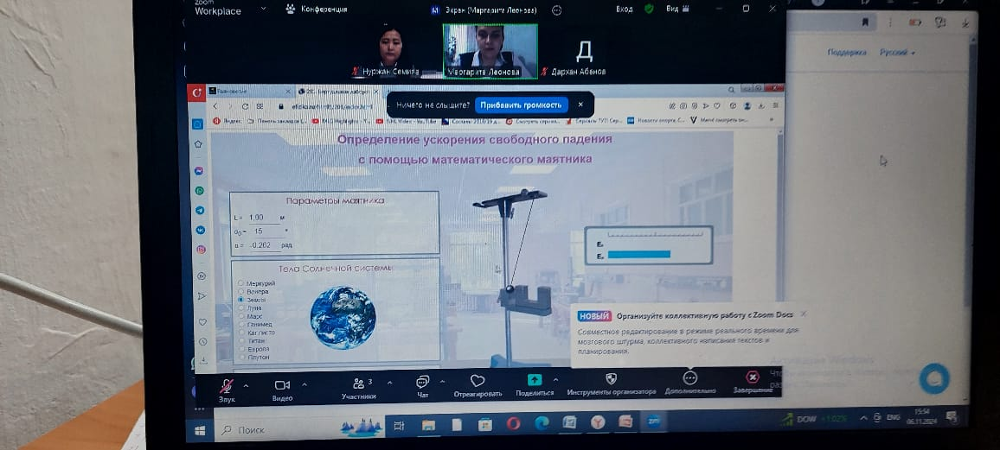 zoom
Workplace
Конференция
Экран (Маргарита Леонова)
Вход
Вид
Нуржан Семида
Маргарита Леонова
Д
Дархан Абенов
Поддержка
Русский
Ничего не слышите?
Прибавить громкость
Яндекс
Определение ускорения свободного падения
с помощью математического маятника
Параметры маятника
L= 1,00 м
α₀= 15 °
α= -0.262 рад
Тела Солнечной системы
Меркурий
Венера
Земля
Луна
Марс
Ганимед
Каллисто
Титан
Европа
Плутон
НОВЫЙ Организуйте коллективную работу с Zoom Docs
Совместное редактирование в режиме реального времени для
мозгового штурма, коллективного написания текстов и
планирования.
Звук
Видео
Участники
3
Чат
Отреагировать
Поделиться
Инструменты организатора
Дополнительно
Завершение
Поиск
DOW +1.02%
ENG
15:54
06.11.2024